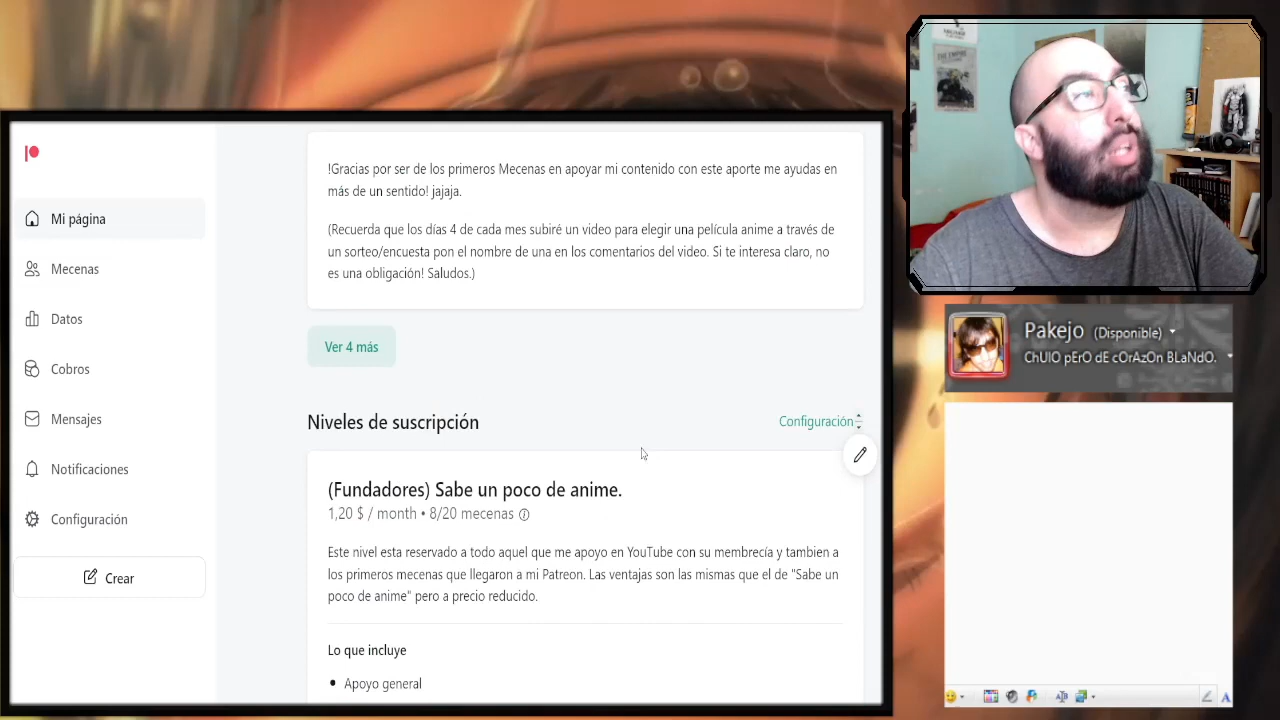 !Gracias por ser de los primeros Mecenas en apoyar mi contenido con este aporte me ayudas en
más de un sentido! jajaja.
(Recuerda que los días 4 de cada mes subiré un video para elegir una película anime a través de
un sorteo/encuesta pon el nombre de una en los comentarios del video. Si te interesa claro, no
es una obligación! Saludos.)
Ver 4 más
Mi página
Mecenas
Datos
Cobros
Mensajes
Notificaciones
Configuración
Crear
Niveles de suscripción
Configuración
(Fundadores) Sabe un poco de anime.
1,20 $ / month • 8/20 mecenas
Este nivel esta reservado a todo aquel que me apoyo en YouTube con su membrecía y tambien a
los primeros mecenas que llegaron a mi Patreon. Las ventajas son las mismas que el de "Sabe un
poco de anime" pero a precio reducido.
Lo que incluye
• Apoyo general
Pakejo (Disponible)
ChUlO pErO dE cOrAzOn BLaNdO.